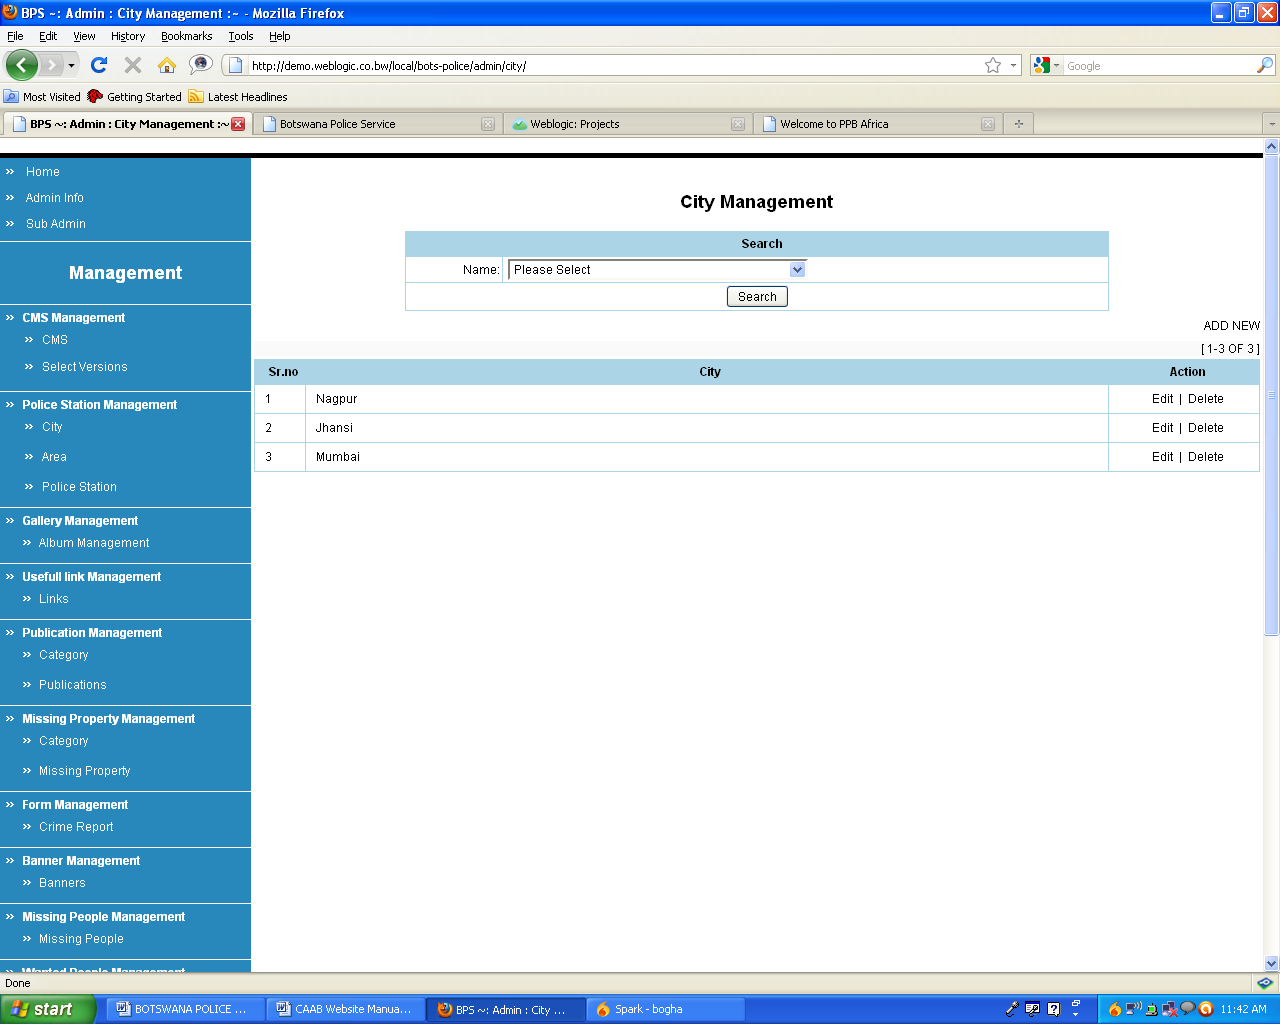 BPS ~: Admin : City Management :~ - Mozilla Firefox
File Edit View History Bookmarks Tools Help
http://demo.weblogic.co.bw/local/bots-police/admin/city/
Google
Most Visited Getting Started Latest Headlines
BPS ~: Admin : City Management :~ Botswana Police Service Weblogic: Projects Welcome to PPB Africa
» Home
» Admin Info
» Sub Admin
Management
» CMS Management
» CMS
» Select Versions
» Police Station Management
» City
» Area
» Police Station
» Gallery Management
» Album Management
» Usefull link Management
» Links
» Publication Management
» Category
» Publications
» Missing Property Management
» Category
» Missing Property
» Form Management
» Crime Report
» Banner Management
» Banners
» Missing People Management
» Missing People
» Wanted People Management
City Management
Search
Name: Please Select
Search
ADD NEW
[ 1-3 OF 3 ]
Sr.no City Action
1 Nagpur Edit | Delete
2 Jhansi Edit | Delete
3 Mumbai Edit | Delete
Done
start BOTSWANA POLICE ... CAAB Website Manua... BPS ~: Admin : City ... Spark - bogha 11:42 AM